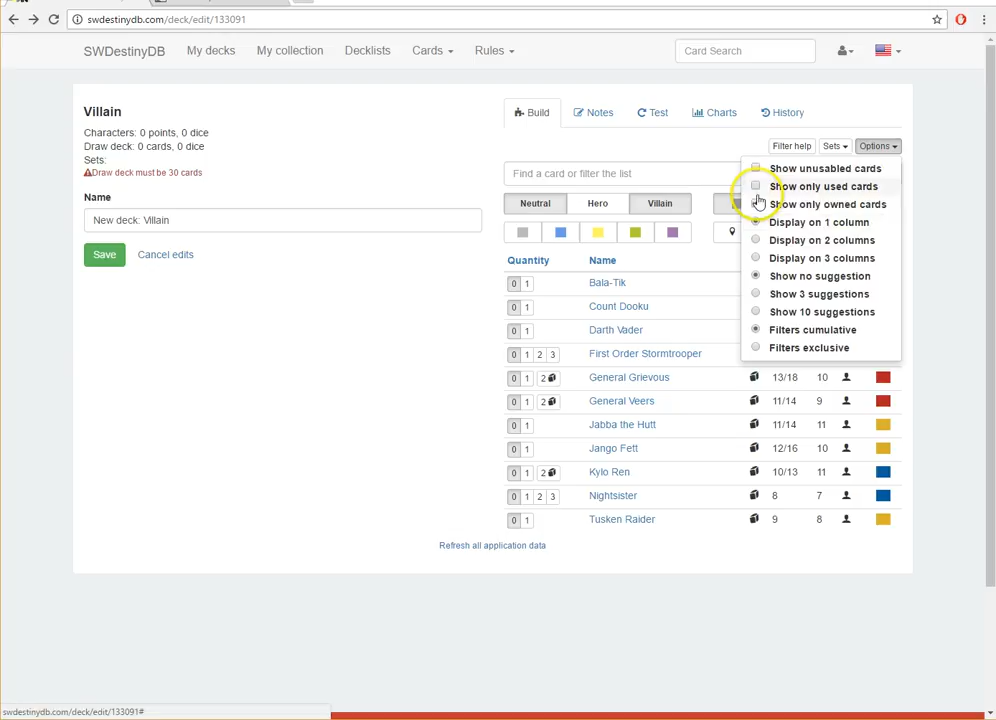 swdestinydb.com/deck/edit/133091
SWDestinyDB My decks My collection Decklists Cards Rules Card Search
Villain
Characters: 0 points, 0 dice
Draw deck: 0 cards, 0 dice
Sets:
Draw deck must be 30 cards
Name
New deck: Villain
Save Cancel edits
Build Notes Test Charts History
Filter help Sets Options
Find a card or filter the list
Neutral Hero Villain
Show unusabled cards
Show only used cards
Show only owned cards
Display on 1 column
Display on 2 columns
Display on 3 columns
Show no suggestion
Show 3 suggestions
Show 10 suggestions
Filters cumulative
Filters exclusive
Quantity Name
0 1 Bala-Tik
0 1 Count Dooku
0 1 Darth Vader
0 1 2 3 First Order Stormtrooper
0 1 2 General Grievous 13/18 10
0 1 2 General Veers 11/14 9
0 1 Jabba the Hutt 11/14 11
0 1 Jango Fett 12/16 10
0 1 2 Kylo Ren 10/13 11
0 1 2 3 Nightsister 8 7
0 1 Tusken Raider 9 8
Refresh all application data
swdestinydb.com/deck/edit/133091#